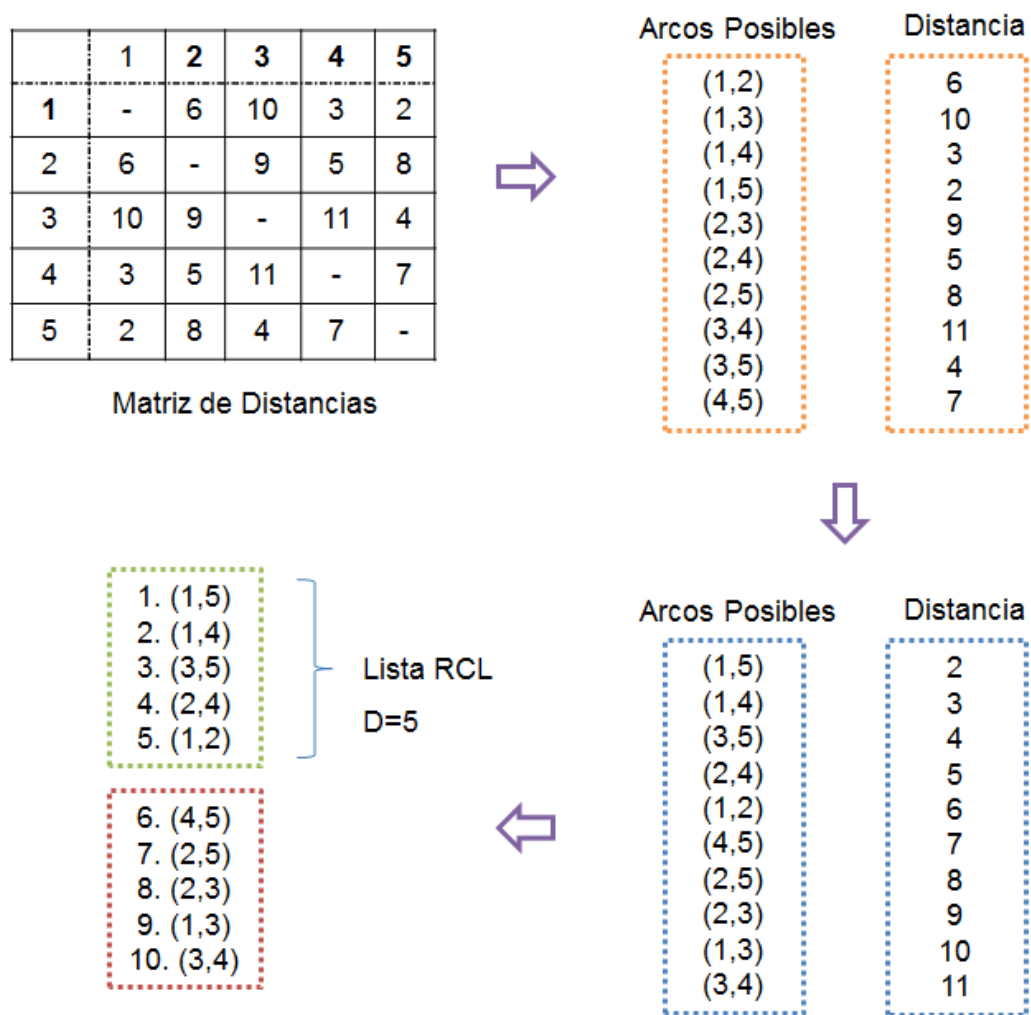 1 2 3 4 5
1 - 6 10 3 2
2 6 - 9 5 8
3 10 9 - 11 4
4 3 5 11 - 7
5 2 8 4 7 -
Matriz de Distancias
Arcos Posibles Distancia
(1,2) 6
(1,3) 10
(1,4) 3
(1,5) 2
(2,3) 9
(2,4) 5
(2,5) 8
(3,4) 11
(3,5) 4
(4,5) 7
Arcos Posibles Distancia
(1,5) 2
(1,4) 3
(3,5) 4
(2,4) 5
(1,2) 6
(4,5) 7
(2,5) 8
(2,3) 9
(1,3) 10
(3,4) 11
1. (1,5)
2. (1,4)
3. (3,5)
4. (2,4)
5. (1,2)
Lista RCL
D=5
6. (4,5)
7. (2,5)
8. (2,3)
9. (1,3)
10. (3,4)